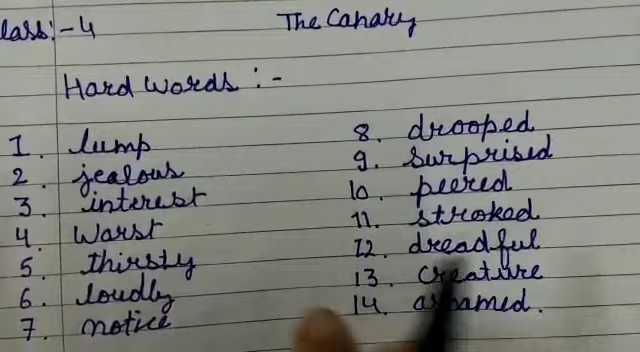 lass:-4
The Canary
Hard Words :-
1. lump
2. jealous
3. interest
4. Warst
5. thirsty
6. loudly
7. notice
8. drooped
9. Surprised
10. peered
11. stroked
12. dreadful
13. creature
14. ashamed.